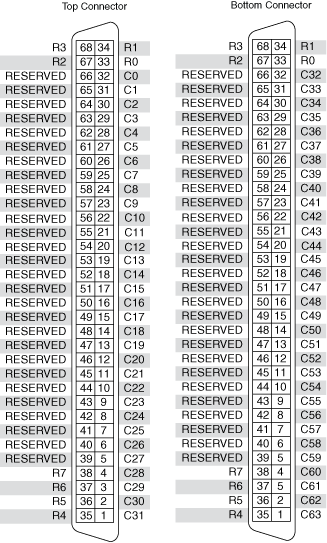 Top Connector
R3 68 34 R1
R2 67 33 R0
RESERVED 66 32 C0
RESERVED 65 31 C1
RESERVED 64 30 C2
RESERVED 63 29 C3
RESERVED 62 28 C4
RESERVED 61 27 C5
RESERVED 60 26 C6
RESERVED 59 25 C7
RESERVED 58 24 C8
RESERVED 57 23 C9
RESERVED 56 22 C10
RESERVED 55 21 C11
RESERVED 54 20 C12
RESERVED 53 19 C13
RESERVED 52 18 C14
RESERVED 51 17 C15
RESERVED 50 16 C16
RESERVED 49 15 C17
RESERVED 48 14 C18
RESERVED 47 13 C19
RESERVED 46 12 C20
RESERVED 45 11 C21
RESERVED 44 10 C22
RESERVED 43 9 C23
RESERVED 42 8 C24
RESERVED 41 7 C25
RESERVED 40 6 C26
RESERVED 39 5 C27
R7 38 4 C28
R6 37 3 C29
R5 36 2 C30
R4 35 1 C31
Bottom Connector
R3 68 34 R1
R2 67 33 R0
RESERVED 66 32 C32
RESERVED 65 31 C33
RESERVED 64 30 C34
RESERVED 63 29 C35
RESERVED 62 28 C36
RESERVED 61 27 C37
RESERVED 60 26 C38
RESERVED 59 25 C39
RESERVED 58 24 C40
RESERVED 57 23 C41
RESERVED 56 22 C42
RESERVED 55 21 C43
RESERVED 54 20 C44
RESERVED 53 19 C45
RESERVED 52 18 C46
RESERVED 51 17 C47
RESERVED 50 16 C48
RESERVED 49 15 C49
RESERVED 48 14 C50
RESERVED 47 13 C51
RESERVED 46 12 C52
RESERVED 45 11 C53
RESERVED 44 10 C54
RESERVED 43 9 C55
RESERVED 42 8 C56
RESERVED 41 7 C57
RESERVED 40 6 C58
RESERVED 39 5 C59
R7 38 4 C60
R6 37 5 C61
R5 36 2 C62
R4 35 1 C63